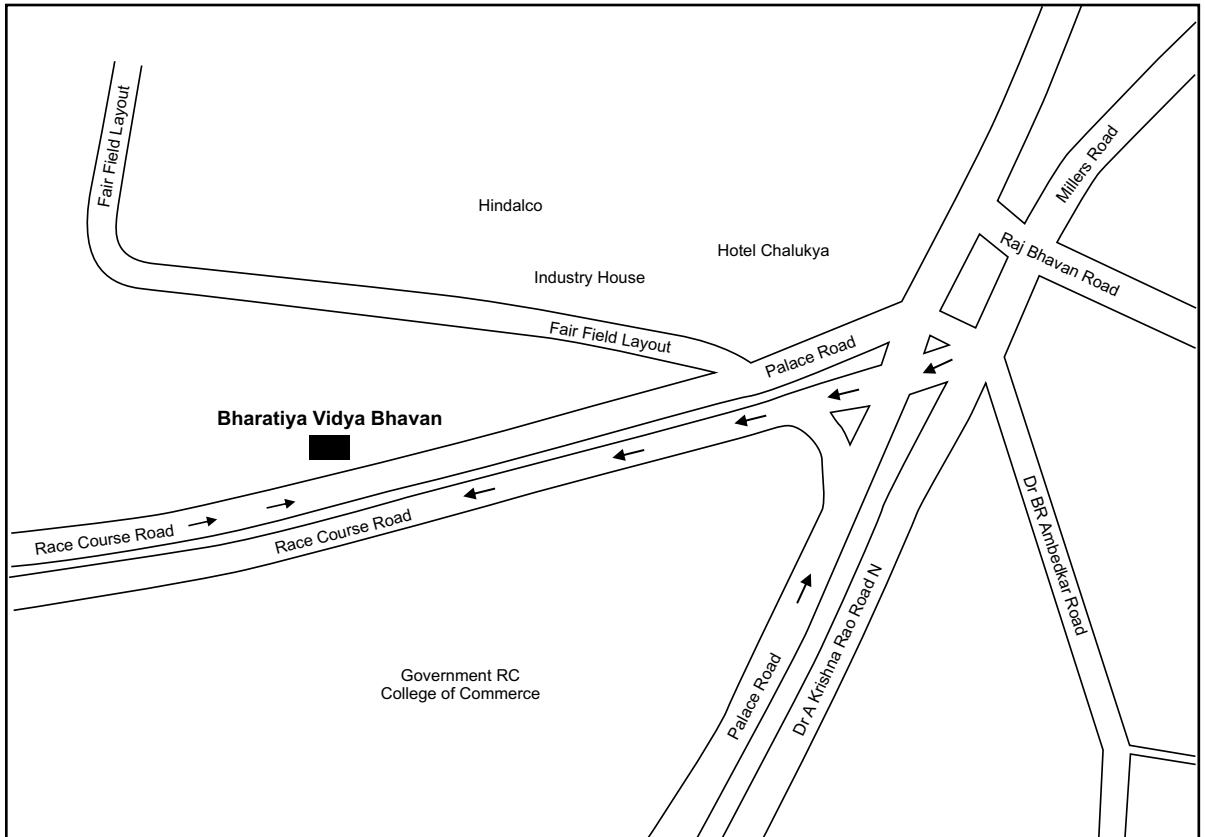 Fair Field Layout
Millers Road
Hindalco
Raj Bhavan Road
Hotel Chalukya
Industry House
Fair Field Layout
Palace Road
Bharatiya Vidya Bhavan
Race Course Road
Race Course Road
Dr BR Ambedkar Road
Dr A Krishna Rao Road N
Palace Road
Government RC
College of Commerce